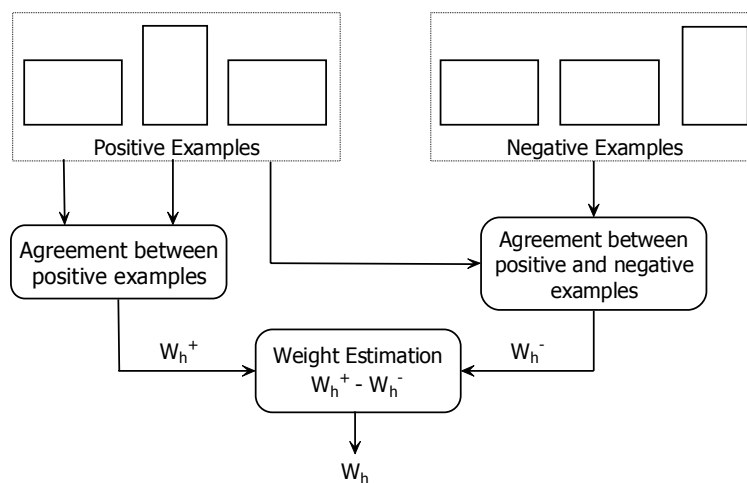 Positive Examples
Negative Examples
Agreement between
positive examples
Agreement between
positive and negative
examples
Wₕ⁺
Weight Estimation
Wₕ⁺ - Wₕ⁻
Wₕ⁻
Wₕ